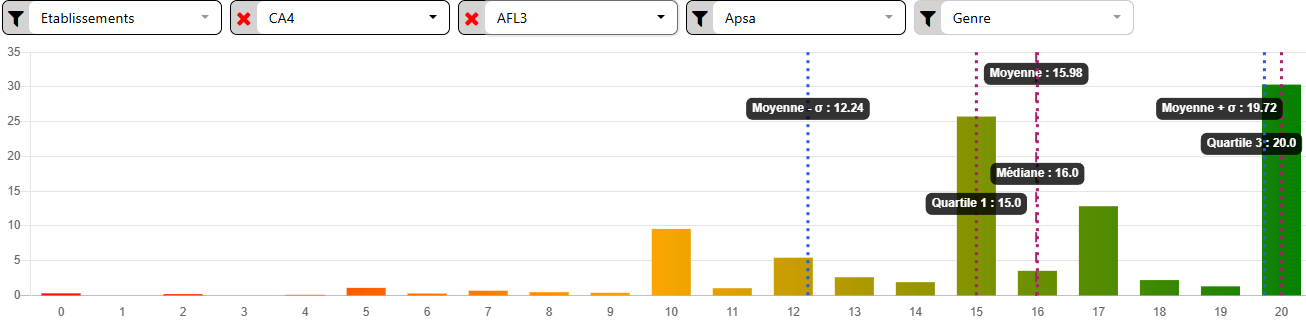 Etablissements
CA4
AFL3
Apsa
Genre
35
30
25
20
15
10
5
0
Moyenne : 15.98
Moyenne - σ : 12.24
Moyenne + σ : 19.72
Quartile 3 : 20.0
Médiane : 16.0
Quartile 1 : 15.0
0 1 2 3 4 5 6 7 8 9 10 11 12 13 14 15 16 17 18 19 20